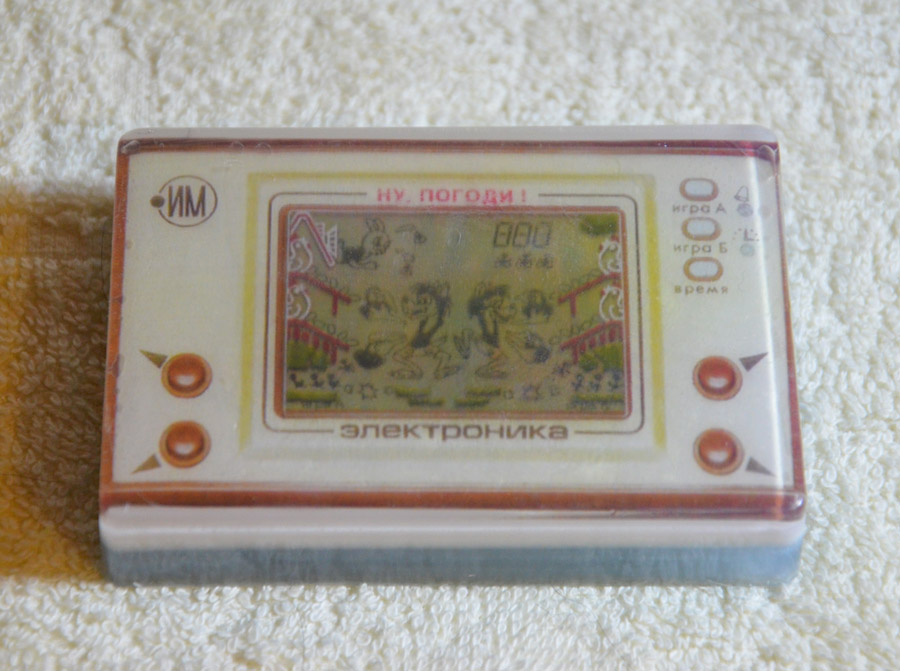 ИМ
НУ, ПОГОДИ!
игра А
игра Б
время
электроника